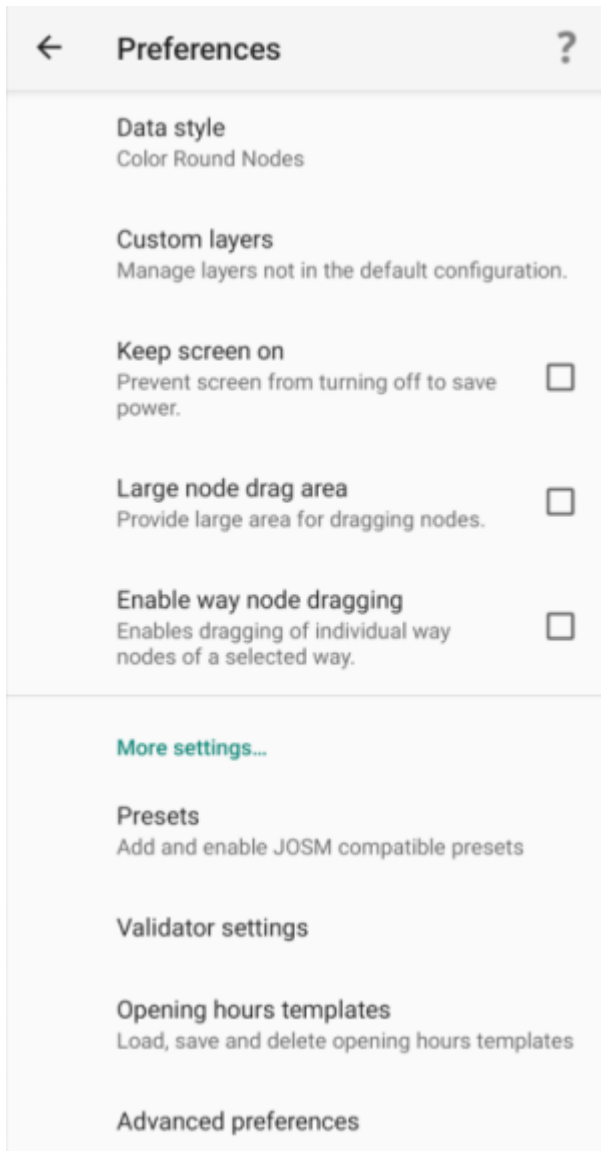 ← Preferences ?
Data style
Color Round Nodes
Custom layers
Manage layers not in the default configuration.
Keep screen on
Prevent screen from turning off to save
power.
Large node drag area
Provide large area for dragging nodes.
Enable way node dragging
Enables dragging of individual way
nodes of a selected way.
More settings…
Presets
Add and enable JOSM compatible presets
Validator settings
Opening hours templates
Load, save and delete opening hours templates
Advanced preferences